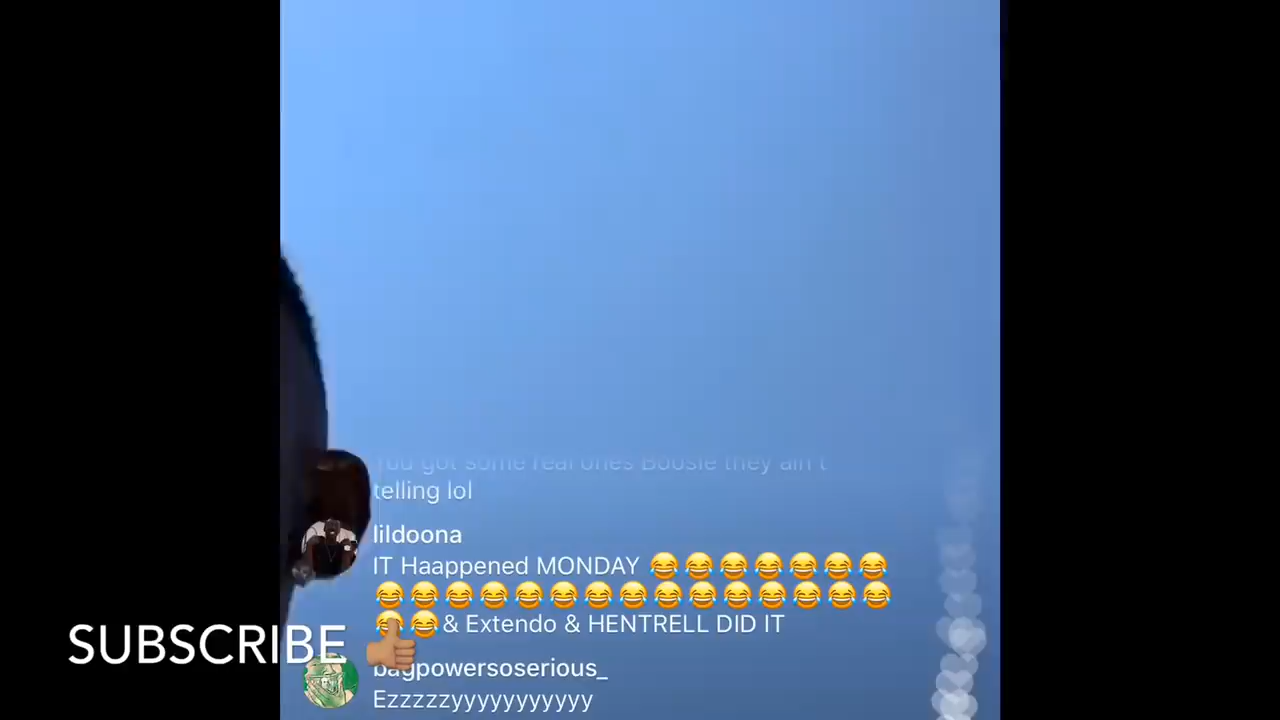 You got some real ones Boosie they ain't
telling lol
lildoona
IT Haappened MONDAY 😂😂😂😂😂😂😂
😂😂😂😂😂😂😂😂😂😂😂😂😂😂😂
😂😂& Extendo & HENTRELL DID IT
SUBSCRIBE 👍🏽
bagpowersoserious_
Ezzzzzyyyyyyyyyyy